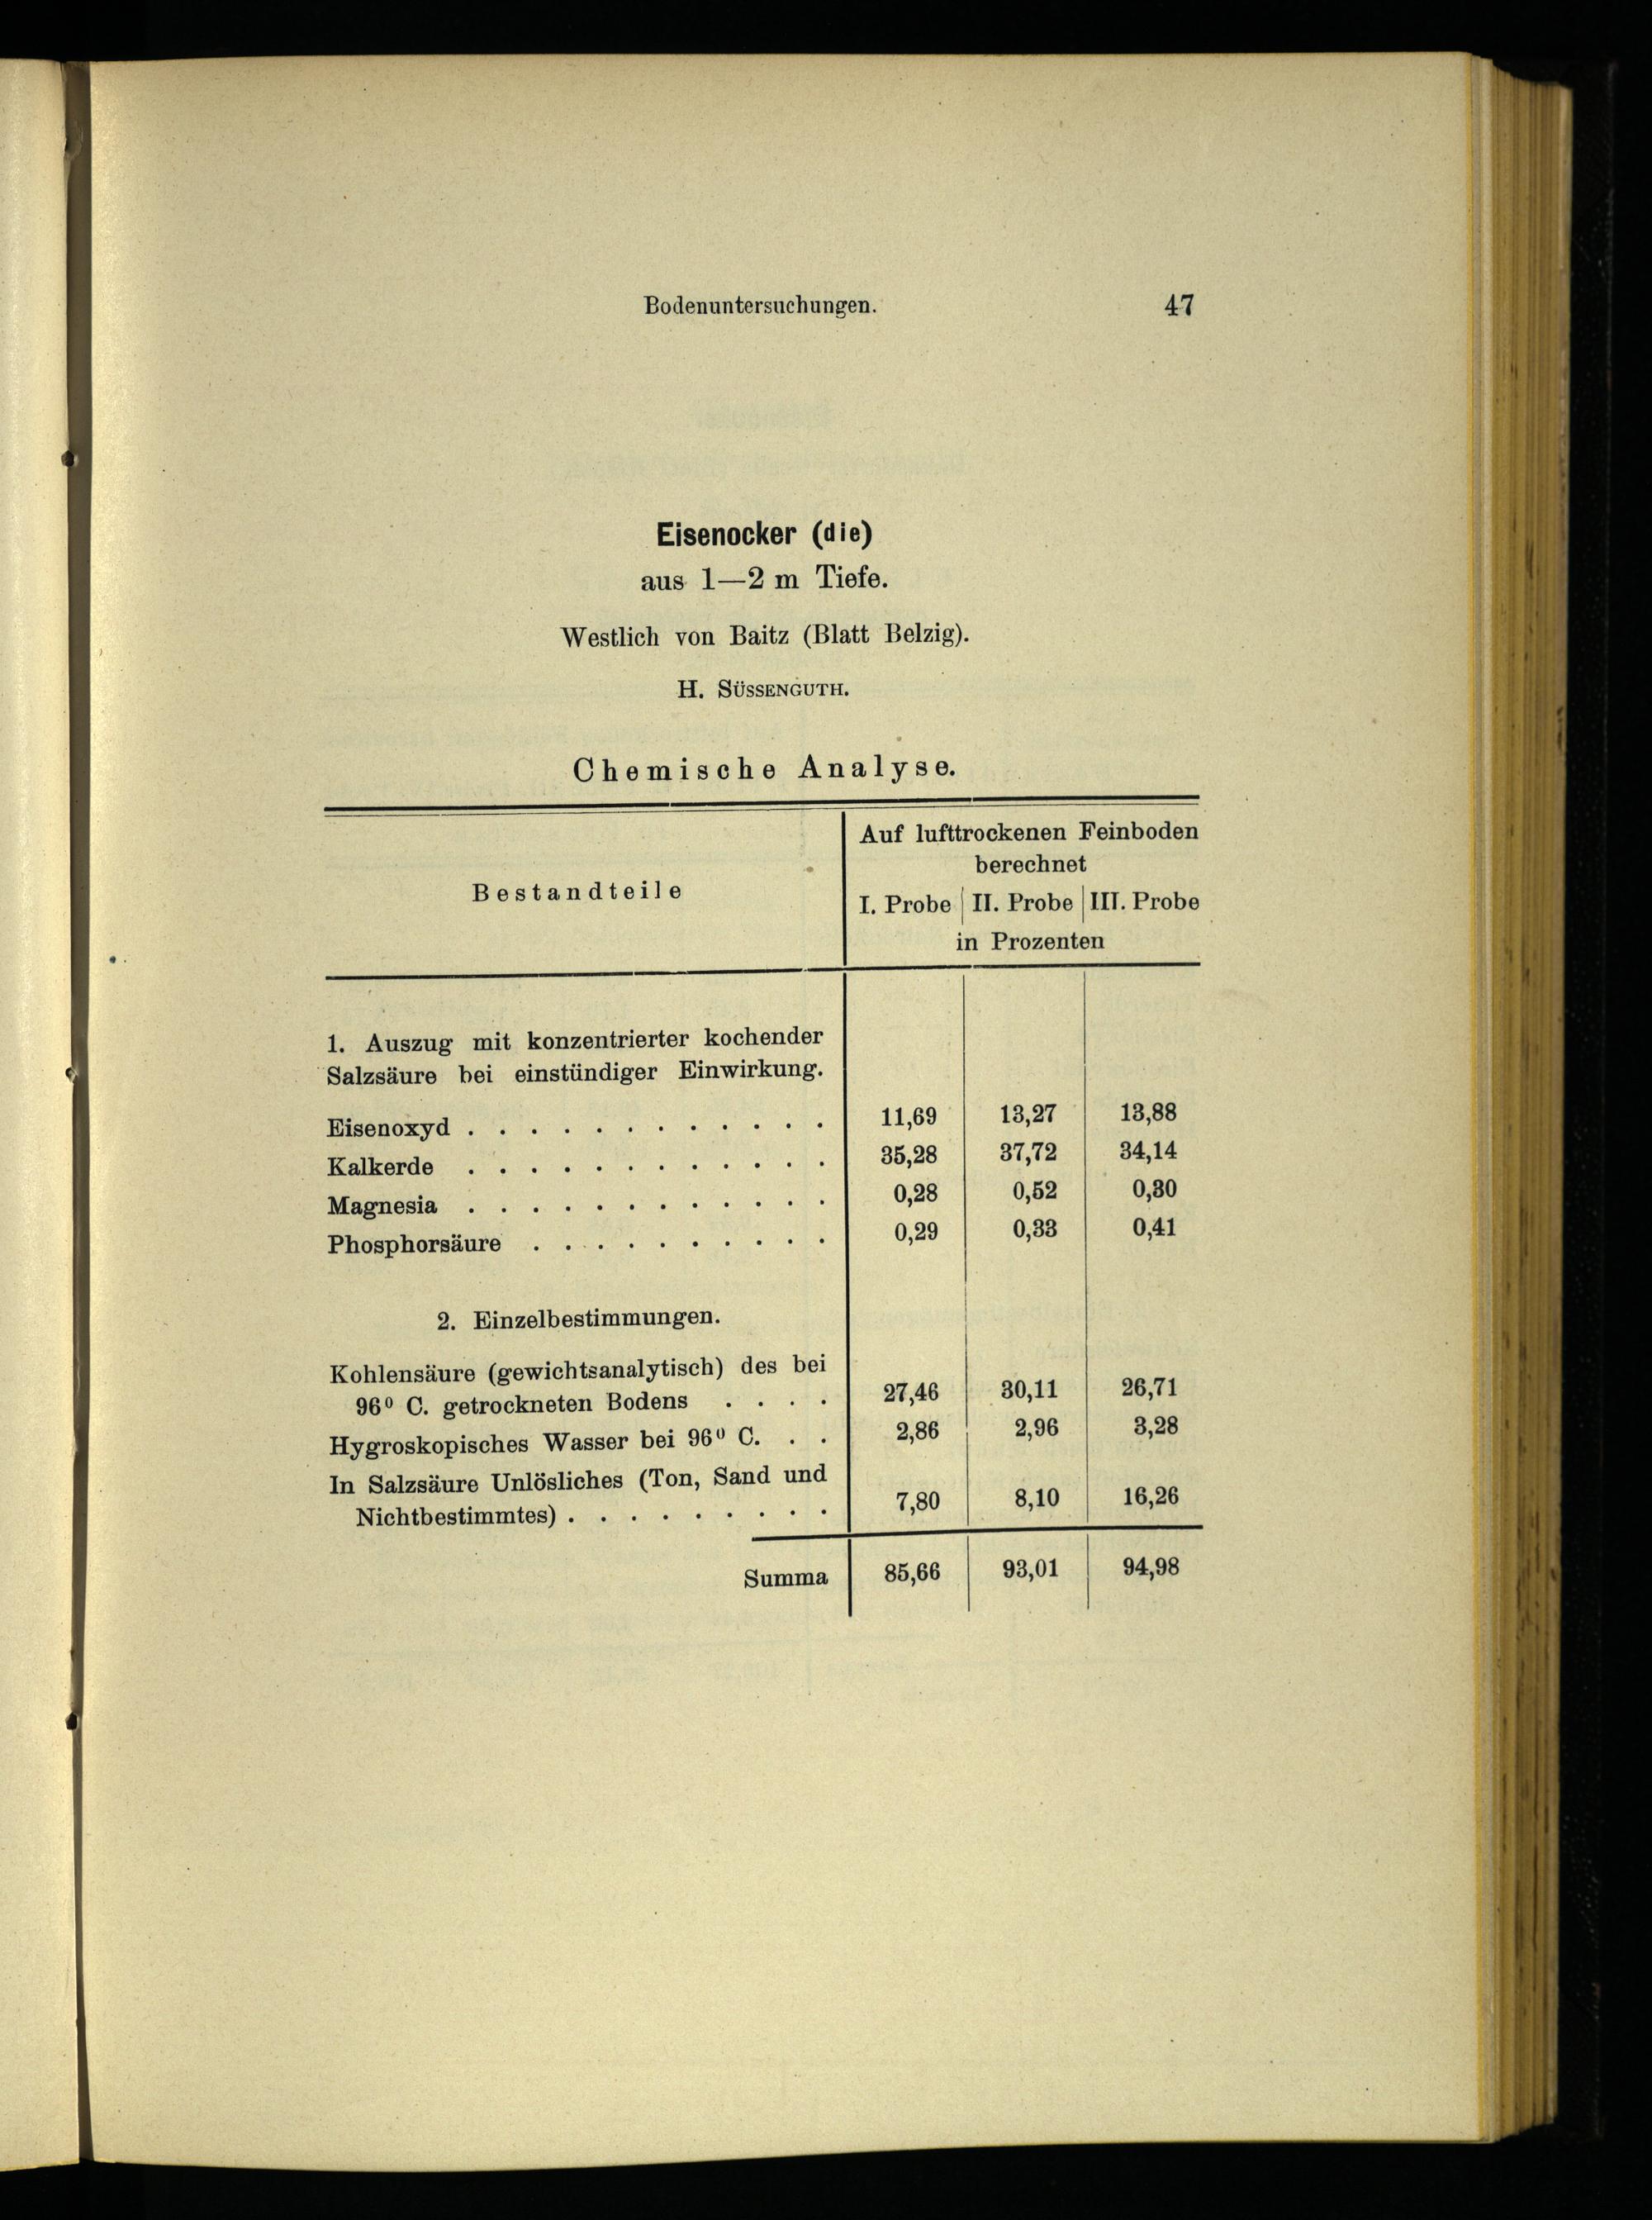 Bodenuntersuchungen. 47
Eisenocker (die)
aus 1—2 m Tiefe.
Westlich von Baitz (Blatt Belzig).
H. SÜSSENGUTH.
Chemische Analyse.
Bestandteile
Auf lufttrockenen Feinboden
berechnet
I. Probe II. Probe III. Probe
in Prozenten
1. Auszug mit konzentrierter kochender
Salzsäure bei einstündiger Einwirkung.
Eisenoxyd . . . . . . . . . . . . 11,69 13,27 13,88
Kalkerde . . . . . . . . . . . . 35,28 37,72 34,14
Magnesia . . . . . . . . . . . . 0,28 0,52 0,30
Phosphorsäure . . . . . . . . . . 0,29 0,33 0,41
2. Einzelbestimmungen.
Kohlensäure (gewichtsanalytisch) des bei
96⁰ C. getrockneten Bodens . . . . 27,46 30,11 26,71
Hygroskopisches Wasser bei 96⁰ C. . . 2,86 2,96 3,28
In Salzsäure Unlösliches (Ton, Sand und
Nichtbestimmtes) . . . . . . . . . 7,80 8,10 16,26
Summa 85,66 93,01 94,98